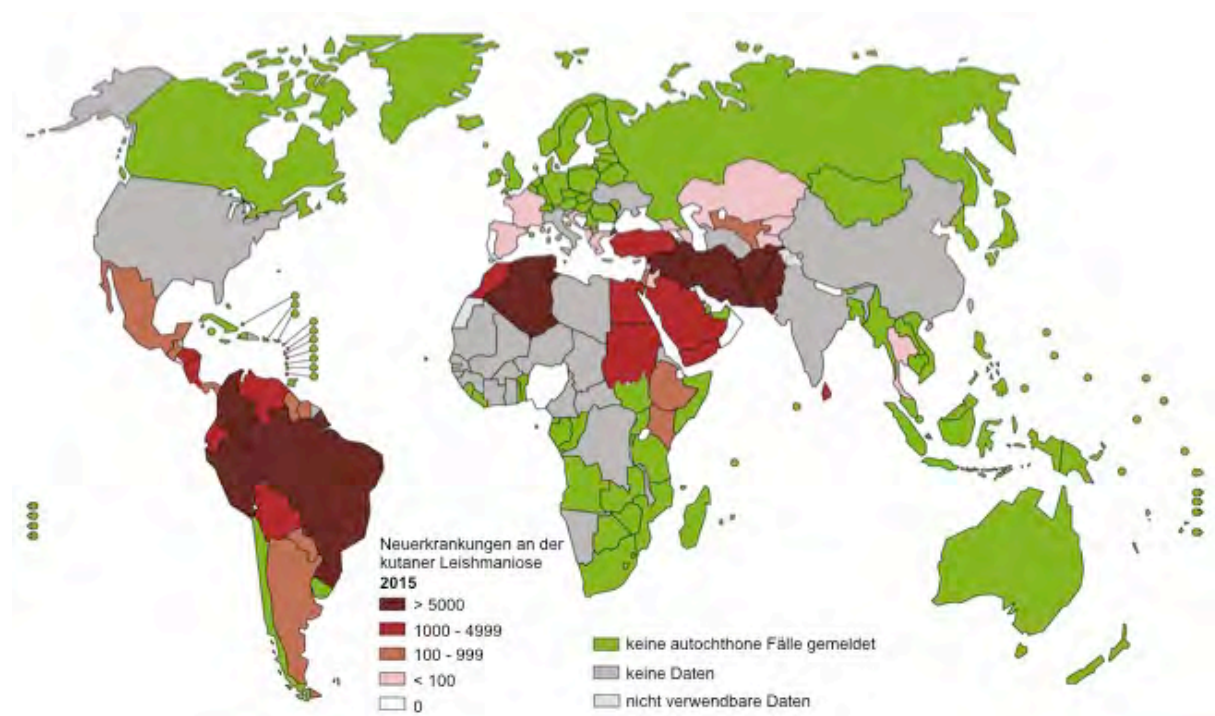 Neuerkrankungen an der
kutaner Leishmaniose
2015
> 5000
1000 - 4999
100 - 999
< 100
0
keine autochthone Fälle gemeldet
keine Daten
nicht verwendbare Daten